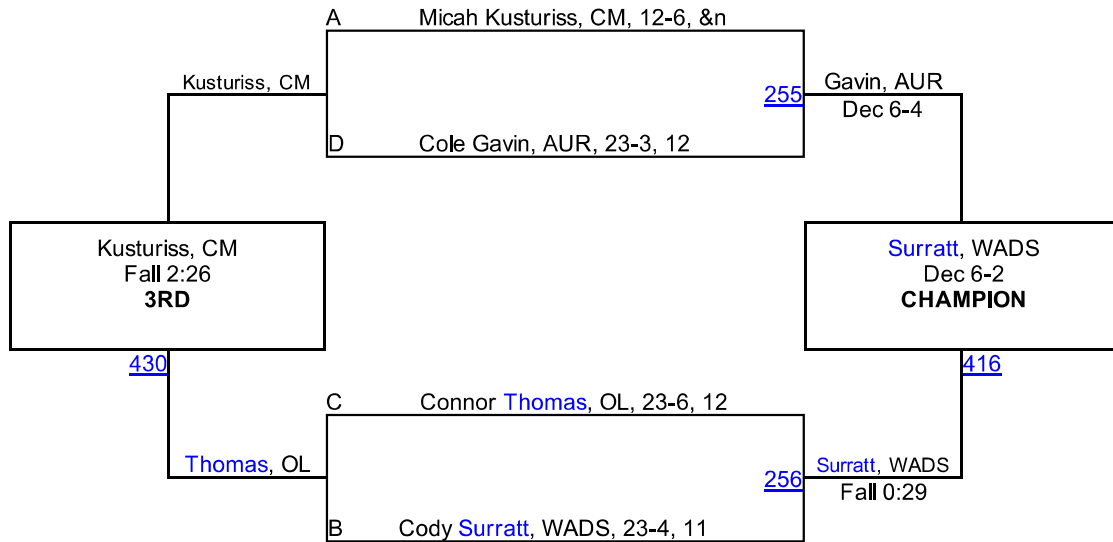 A Micah Kusturiss, CM, 12-6, &n
Kusturiss, CM
255
Gavin, AUR
Dec 6-4
D Cole Gavin, AUR, 23-3, 12
Kusturiss, CM
Fall 2:26
3RD
Surratt, WADS
Dec 6-2
CHAMPION
430
416
C Connor Thomas, OL, 23-6, 12
Thomas, OL
256
Surratt, WADS
Fall 0:29
B Cody Surratt, WADS, 23-4, 11